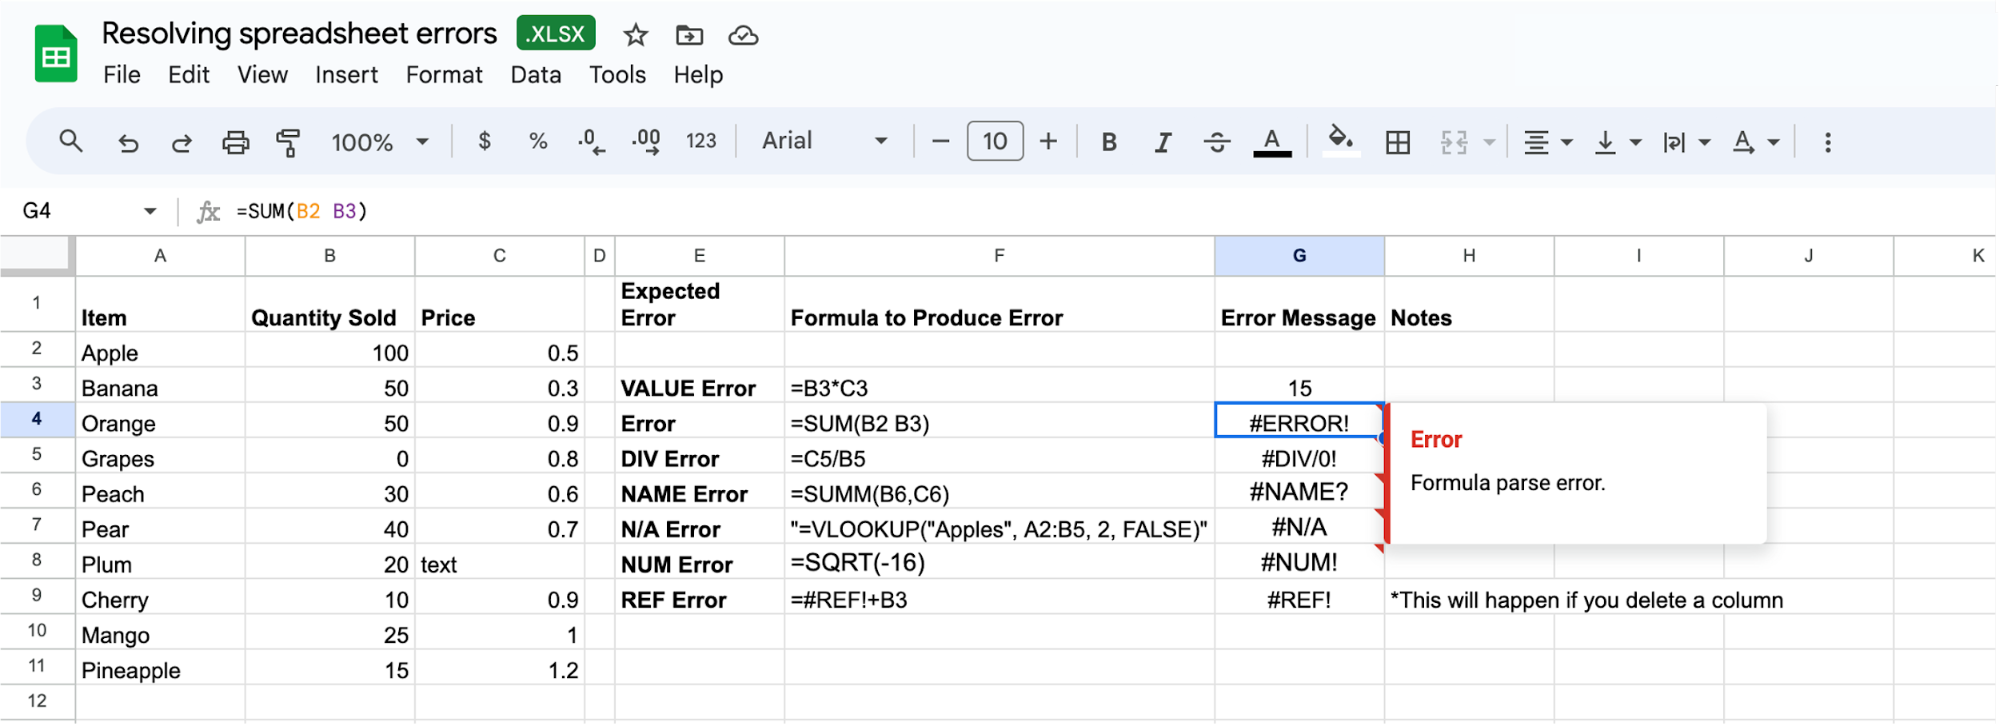 Resolving spreadsheet errors .XLSX
File Edit View Insert Format Data Tools Help
100% $ % .0 .00 123 Arial 10 B I S A A
G4 fx =SUM(B2 B3)
A B C D E F G H I J K
1 Item Quantity Sold Price Expected Error Formula to Produce Error Error Message Notes
2 Apple 100 0.5
3 Banana 50 0.3 VALUE Error =B3*C3 15
4 Orange 50 0.9 Error =SUM(B2 B3) #ERROR!
5 Grapes 0 0.8 DIV Error =C5/B5 #DIV/0!
6 Peach 30 0.6 NAME Error =SUMM(B6,C6) #NAME?
7 Pear 40 0.7 N/A Error "=VLOOKUP("Apples", A2:B5, 2, FALSE)" #N/A
8 Plum 20 text NUM Error =SQRT(-16) #NUM!
9 Cherry 10 0.9 REF Error =#REF!+B3 #REF! *This will happen if you delete a column
10 Mango 25 1
11 Pineapple 15 1.2
12
Error
Formula parse error.